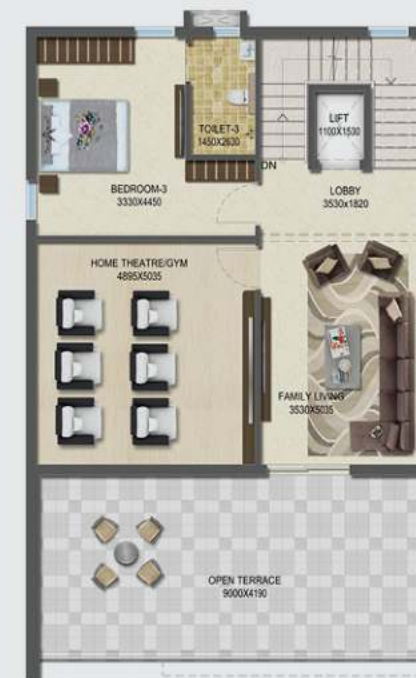 TOILET-3
1450X2630
LIFT
1100X1530
DN
BEDROOM-3
3330X4450
LOBBY
3530x1820
HOME THEATRE/GYM
4895X5035
FAMILY LIVING
3530X5035
OPEN TERRACE
9000X4190